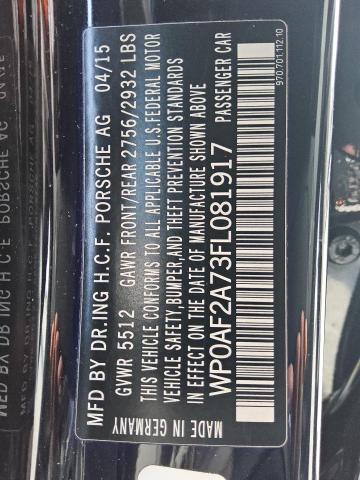 MFD BY DR.ING H.C.F. PORSCHE AG 04/15
GVWR 5512 GAWR FRONT/REAR 2756/2932 LBS
THIS VEHICLE CONFORMS TO ALL APPLICABLE U.S.FEDERAL MOTOR
VEHICLE SAFETY,BUMPER,AND THEFT PREVENTION STANDARDS
IN EFFECT ON THE DATE OF MANUFACTURE SHOWN ABOVE
WP0AF2A73FL081917 PASSENGER CAR
MADE IN GERMANY
970.701.112.10